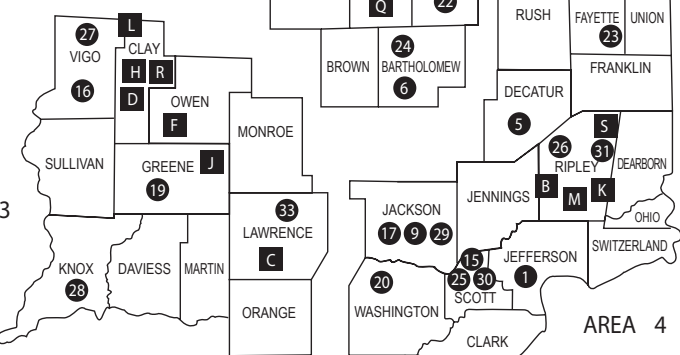 Q
22
RUSH
FAYETTE
UNION
23
L
27
VIGO
CLAY
24
BROWN
BARTHOLOMEW
6
FRANKLIN
H R
16
D
OWEN
F
DECATUR
5
MONROE
S
26
31
RIPLEY
DEARBORN
SULLIVAN
GREENE
J
19
B
M
K
JENNINGS
3
33
LAWRENCE
C
JACKSON
17 9 29
OHIO
SWITZERLAND
KNOX
28
DAVIESS
MARTIN
15
JEFFERSON
1
25 30
SCOTT
20
WASHINGTON
ORANGE
CLARK
AREA 4